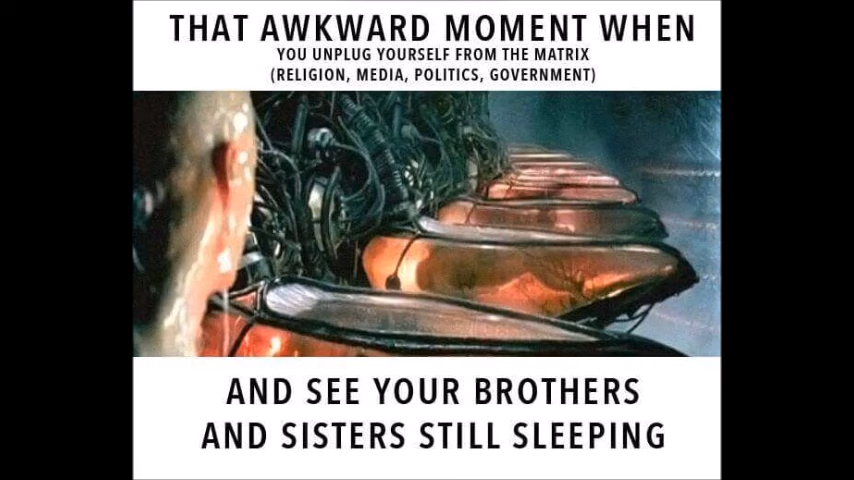 THAT AWKWARD MOMENT WHEN
YOU UNPLUG YOURSELF FROM THE MATRIX
(RELIGION, MEDIA, POLITICS, GOVERNMENT)
AND SEE YOUR BROTHERS
AND SISTERS STILL SLEEPING